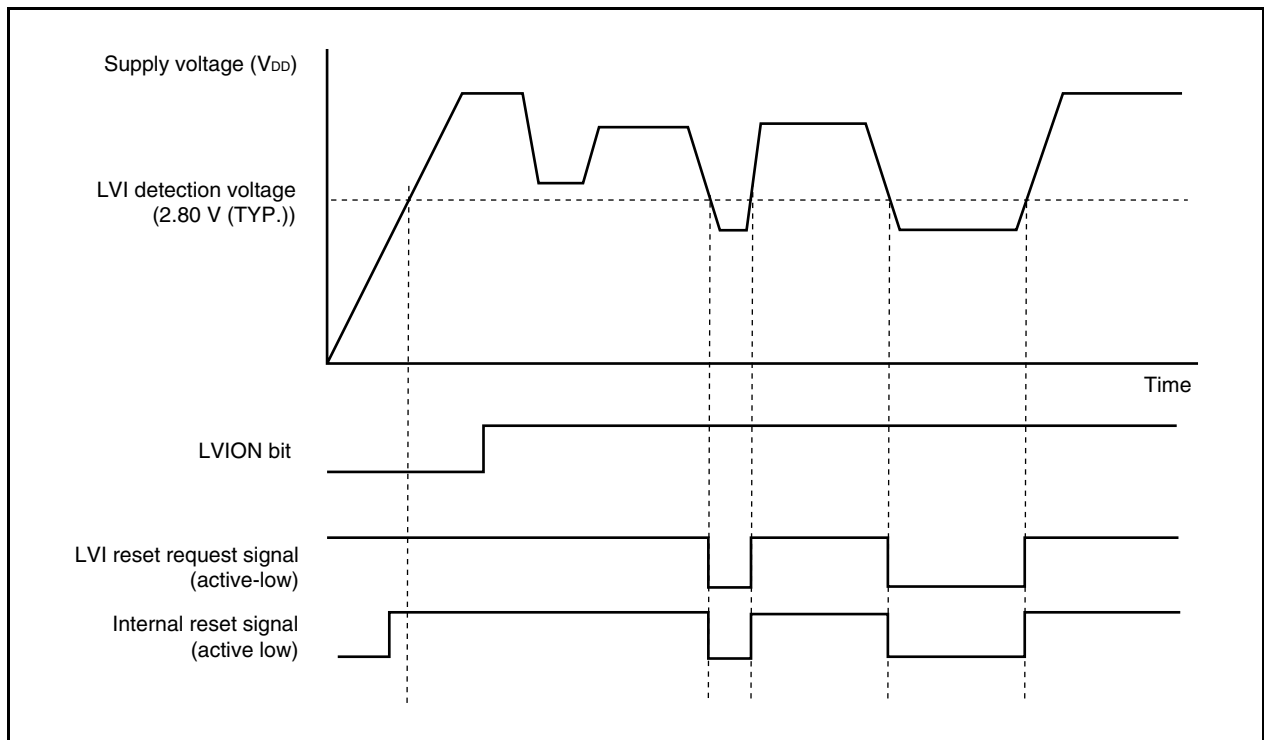 Supply voltage (VDD)
LVI detection voltage
(2.80 V (TYP.))
Time
LVION bit
LVI reset request signal
(active-low)
Internal reset signal
(active low)